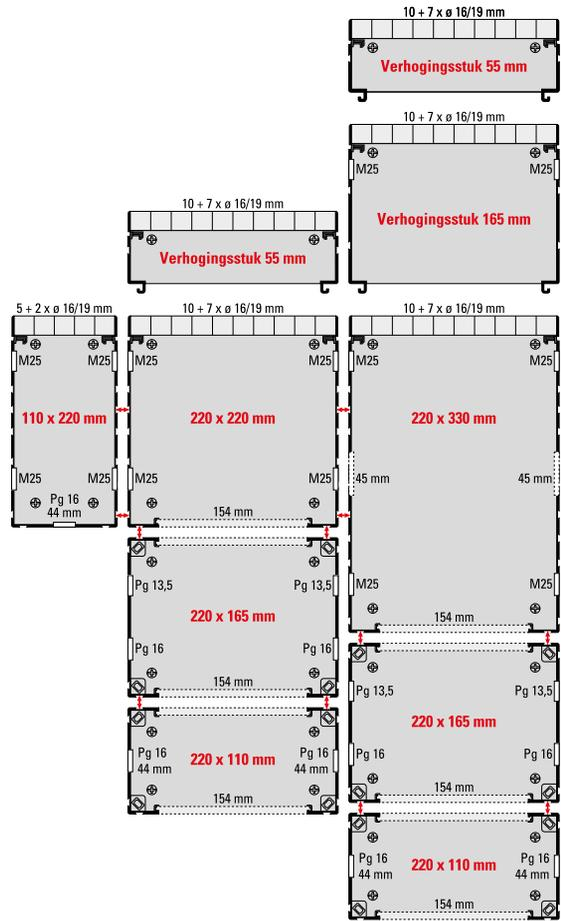 10 + 7 x ø 16/19 mm
Verhogingsstuk 55 mm
10 + 7 x ø 16/19 mm
M25 M25
Verhogingsstuk 165 mm
10 + 7 x ø 16/19 mm
Verhogingsstuk 55 mm
5 + 2 x ø 16/19 mm
M25 M25
110 x 220 mm
M25 M25
Pg 16
44 mm
10 + 7 x ø 16/19 mm
M25 M25
220 x 220 mm
M25 M25
154 mm
10 + 7 x ø 16/19 mm
M25 M25
220 x 330 mm
45 mm 45 mm
M25 M25
154 mm
Pg 13,5 Pg 13,5
220 x 165 mm
Pg 16 Pg 16
154 mm
Pg 16 Pg 16
220 x 110 mm
44 mm 44 mm
154 mm
Pg 13,5 Pg 13,5
220 x 165 mm
Pg 16 Pg 16
154 mm
Pg 16 Pg 16
220 x 110 mm
44 mm 44 mm
154 mm